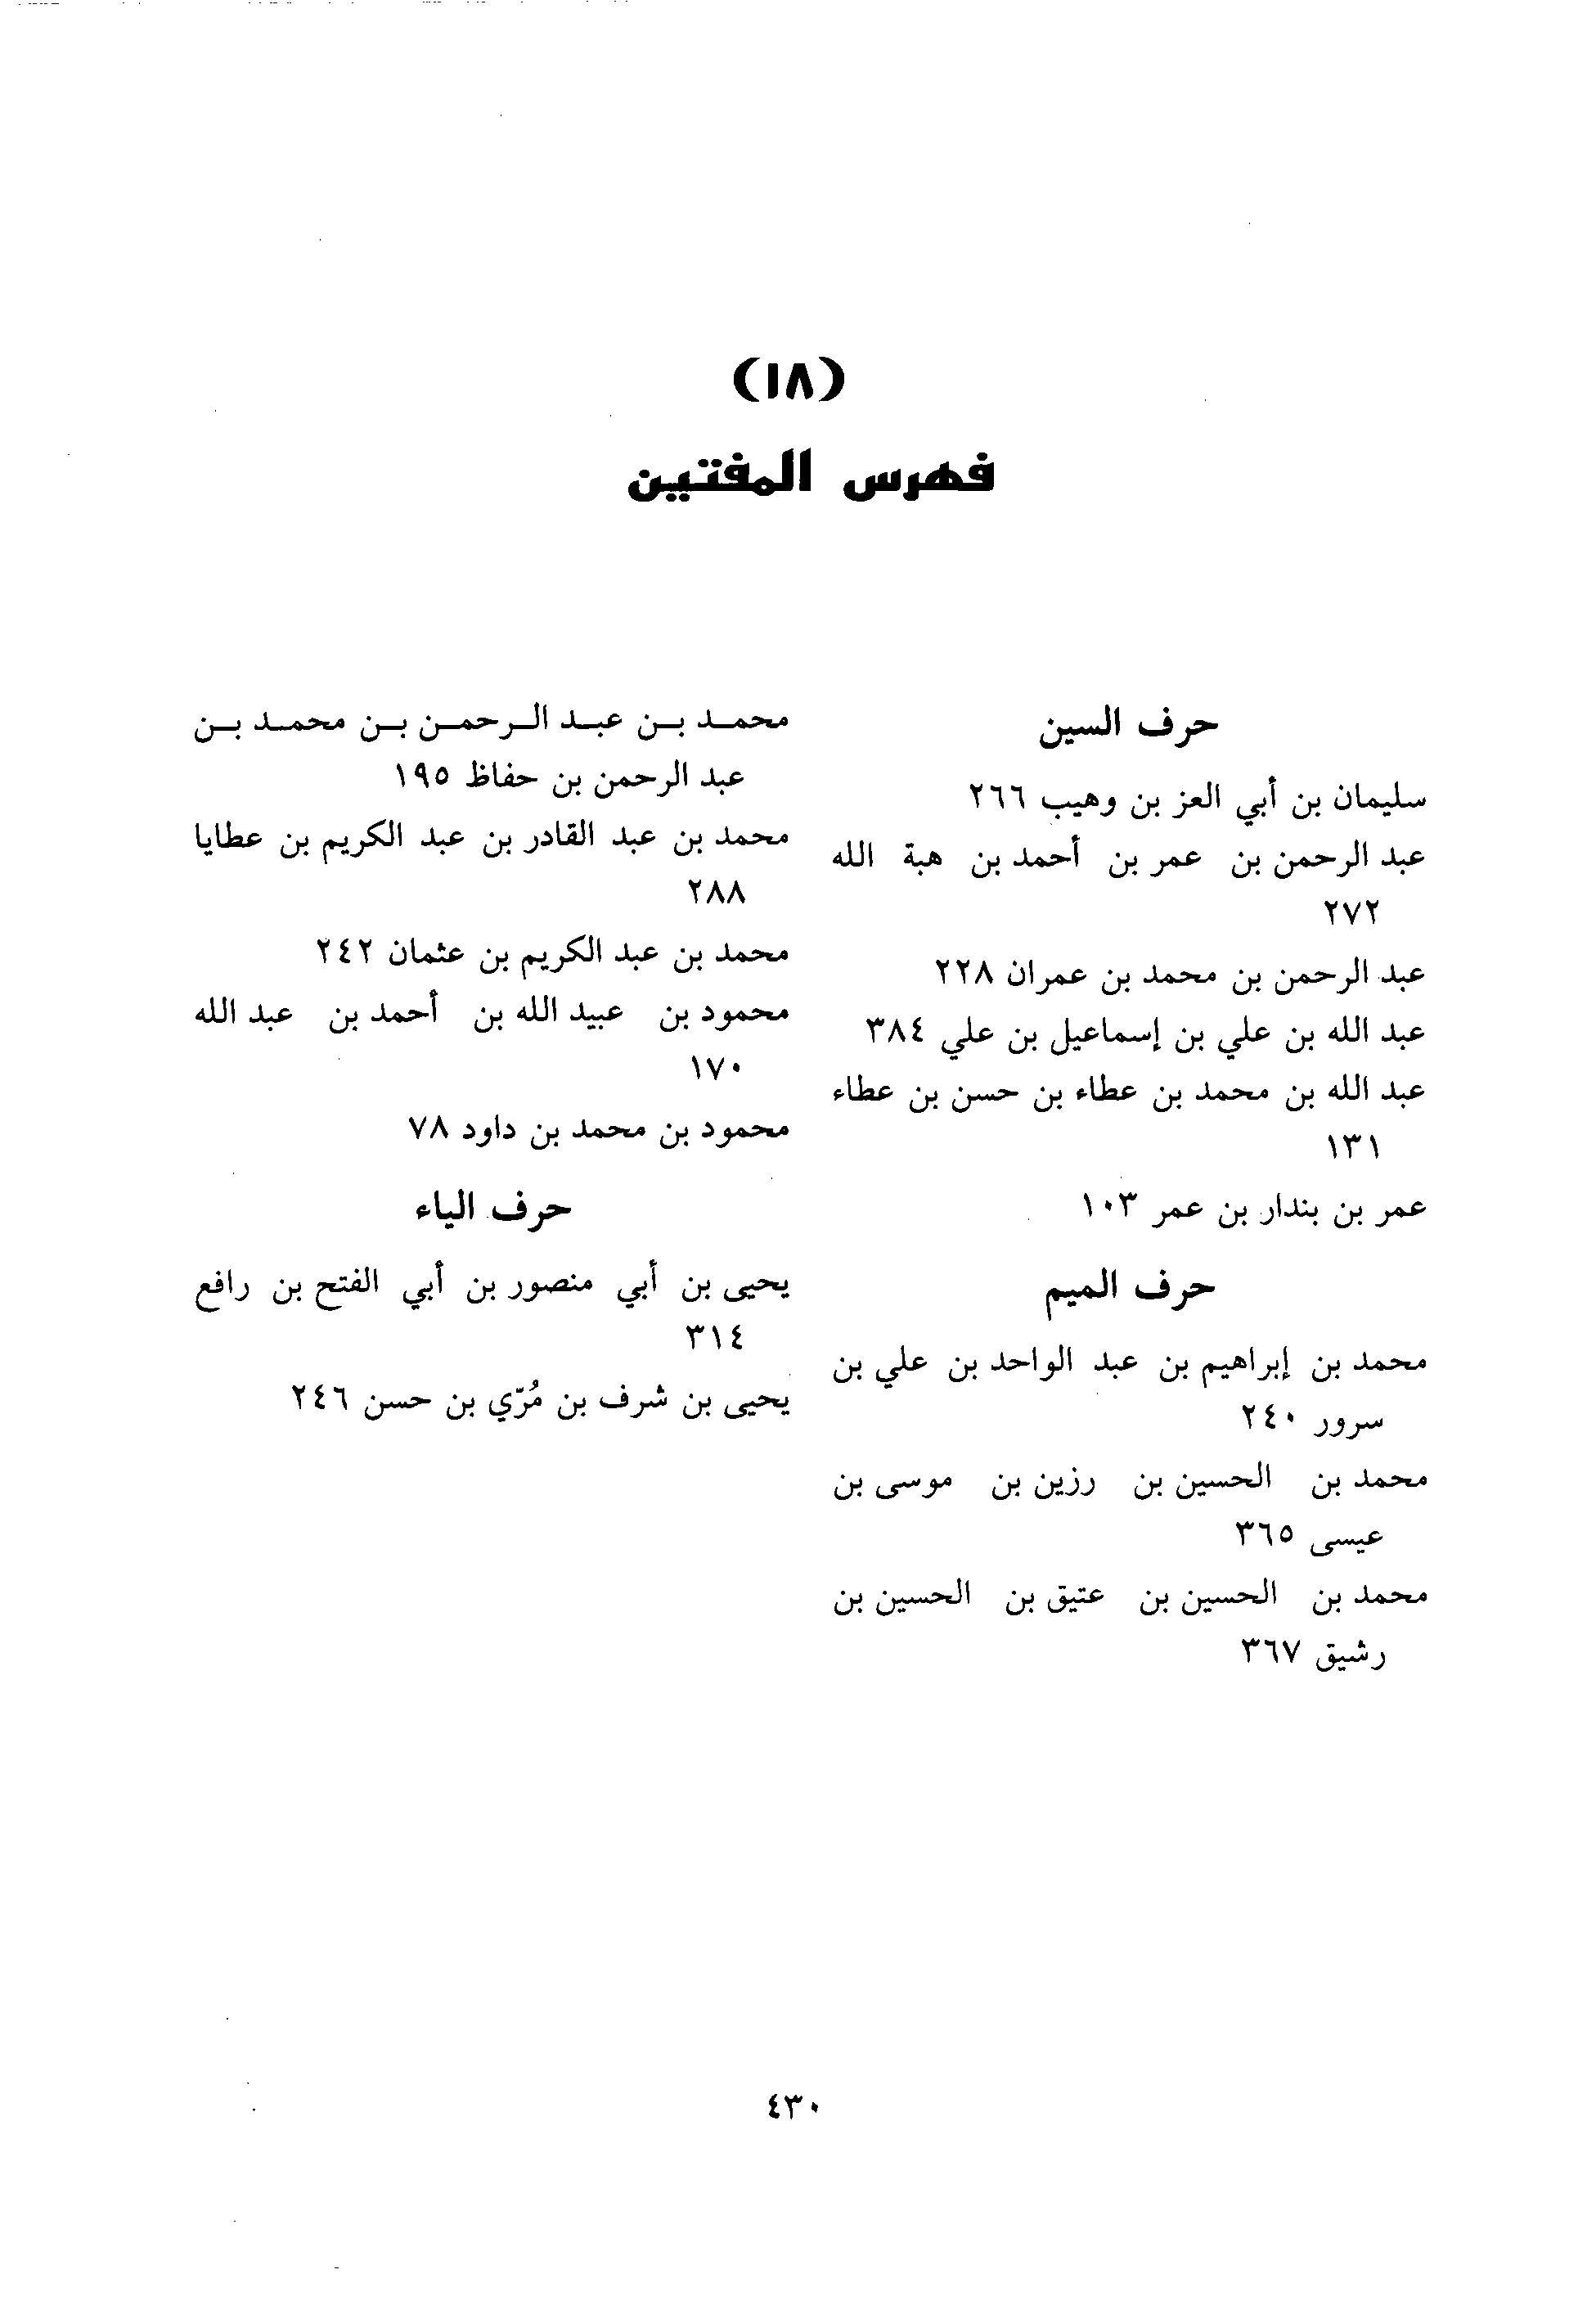 (١٨)
فهرس المفتين
حرف السين
سليمان بن أبي العز بن وهيب ٢٦٦
عبد الرحمن بن عمر بن أحمد بن هبة الله
٢٧٢
عبد الرحمن بن محمد بن عمران ٢٢٨
عبد الله بن علي بن إسماعيل بن علي ٣٨٤
عبد الله بن محمد بن عطاء بن حسن بن عطاء
١٣١
عمر بن بندار بن عمر ١٠٣
حرف الميم
محمد بن إبراهيم بن عبد الواحد بن علي بن
سرور ٢٤٠
محمد بن الحسين بن رزين بن موسى بن
عيسى ٣٦٥
محمد بن الحسين بن عتيق بن الحسين بن
رشيق ٣٦٧
محمـد بـن عبـد الـرحمـن بـن محمـد بـن
عبد الرحمن بن حفاظ ١٩٥
محمد بن عبد القادر بن عبد الكريم بن عطايا
٢٨٨
محمد بن عبد الكريم بن عثمان ٢٤٢
محمود بن عبيد الله بن أحمد بن عبد الله
١٧٠
محمود بن محمد بن داود ٧٨
حرف الياء
يحيى بن أبي منصور بن أبي الفتح بن رافع
٣١٤
يحيى بن شرف بن مُرّي بن حسن ٢٤٦
٤٣٠